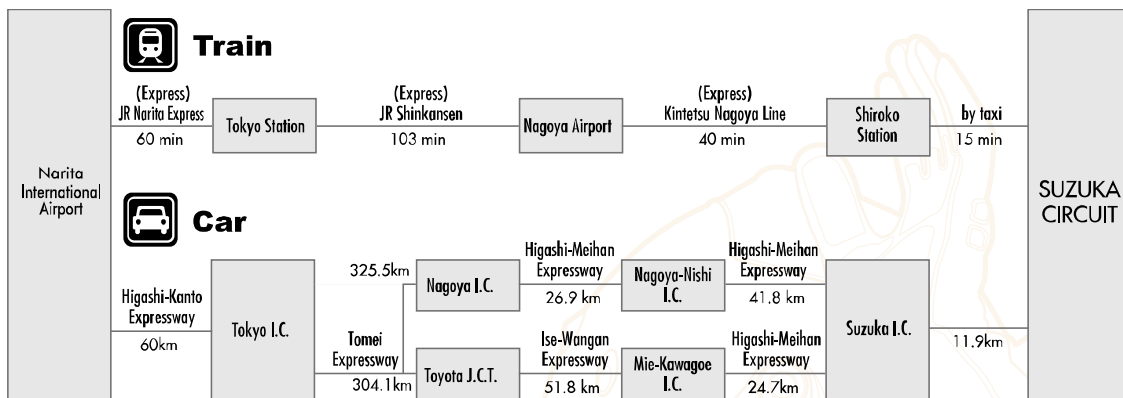 Train
(Express)
JR Narita Express
60 min
Tokyo Station
(Express)
JR Shinkansen
103 min
Nagoya Airport
(Express)
Kintetsu Nagoya Line
40 min
Shiroko
Station
by taxi
15 min
Narita
International
Airport
SUZUKA
CIRCUIT
Car
Higashi-Kanto
Expressway
60km
Tokyo I.C.
325.5km
Nagoya I.C.
Higashi-Meihan
Expressway
26.9 km
Nagoya-Nishi
I.C.
Higashi-Meihan
Expressway
41.8 km
Tomei
Expressway
304.1km
Toyota J.C.T.
Ise-Wangan
Expressway
51.8 km
Mie-Kawagoe
I.C.
Higashi-Meihan
Expressway
24.7km
Suzuka I.C.
11.9km